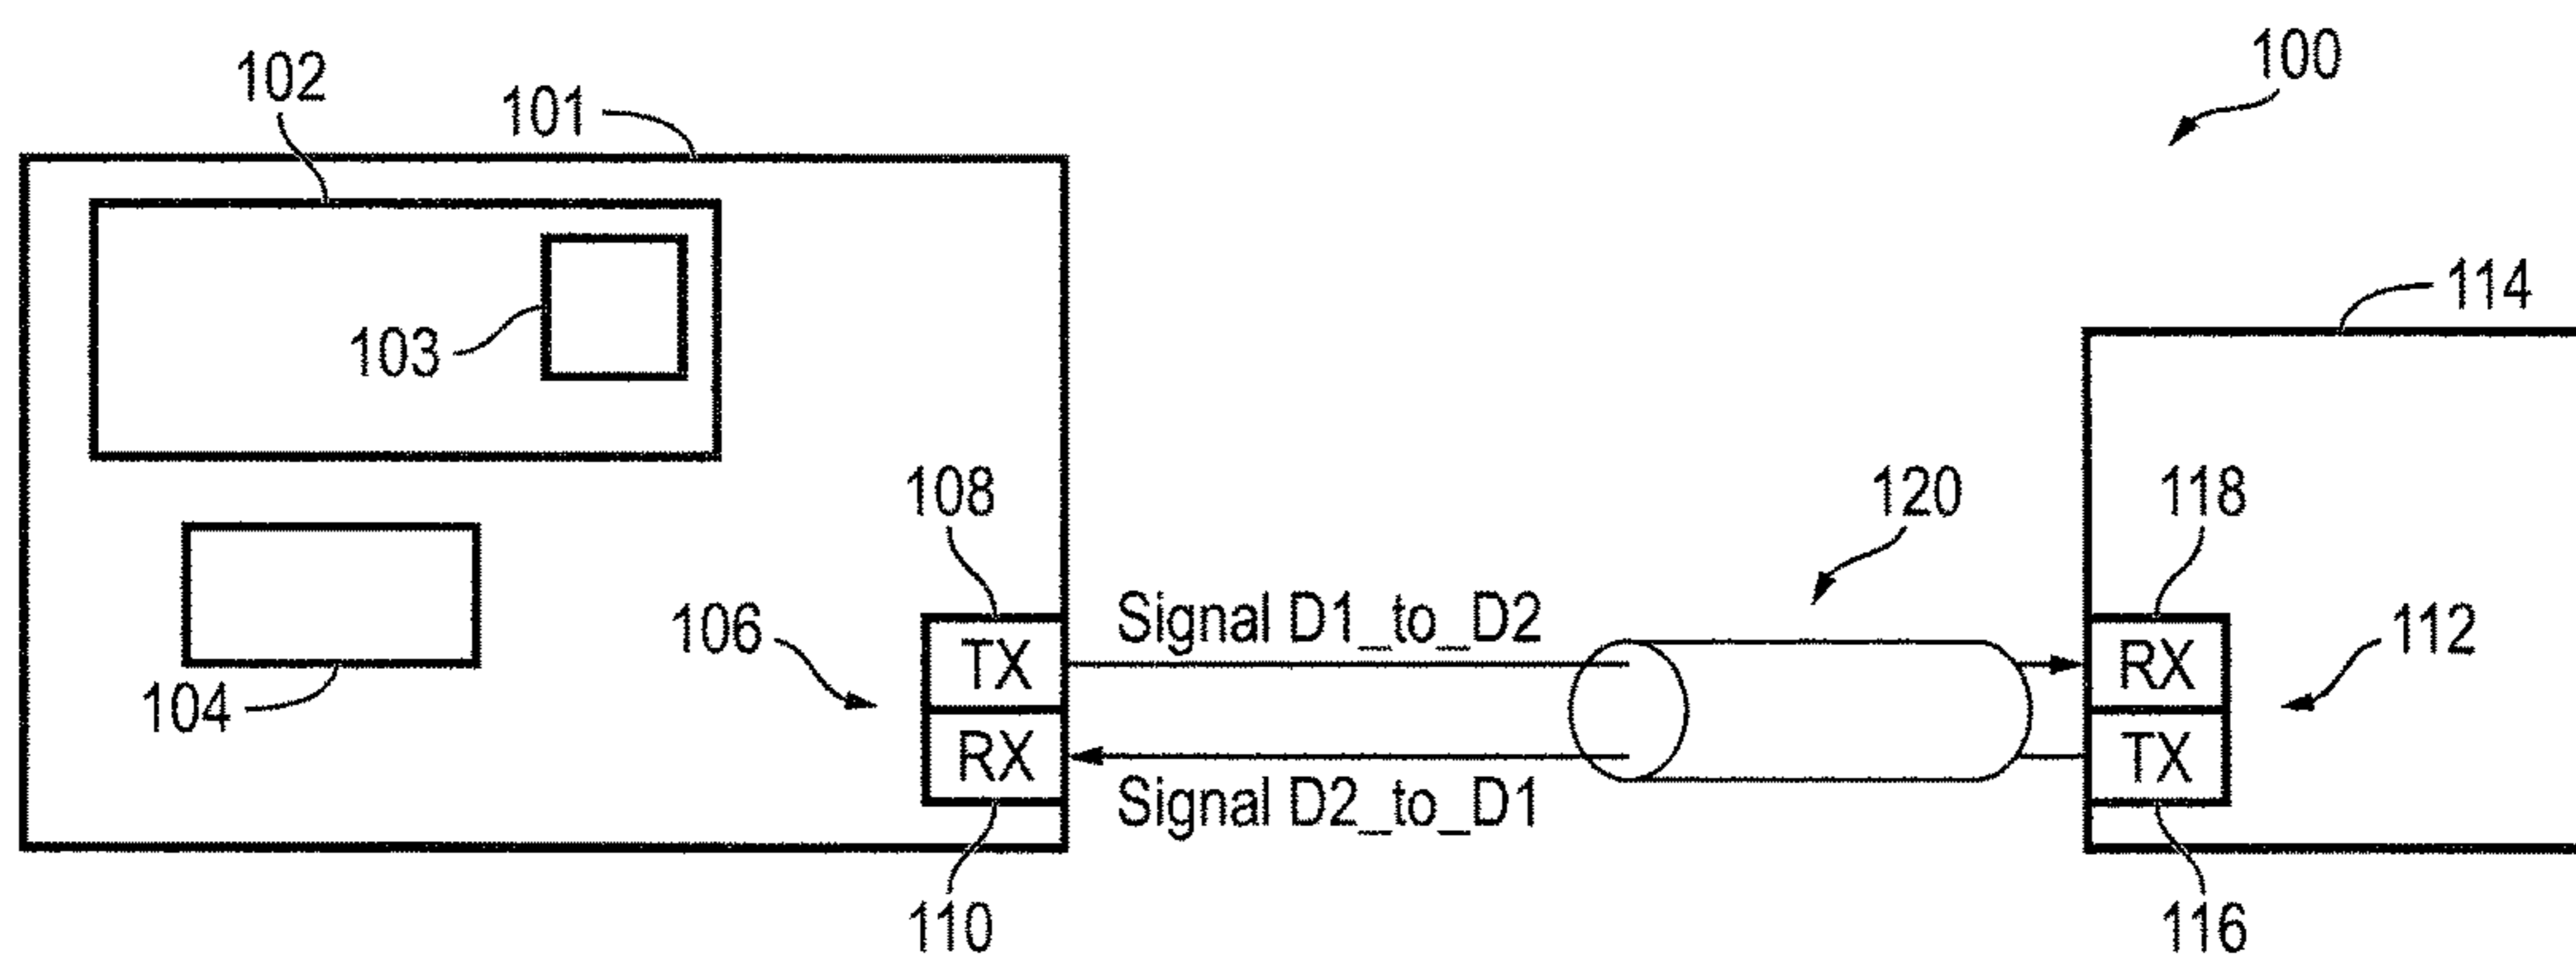 100
102
101
114
103
108
120
118
106
TX
Signal D1_to_D2
RX
112
104
RX
Signal D2_to_D1
TX
110
116